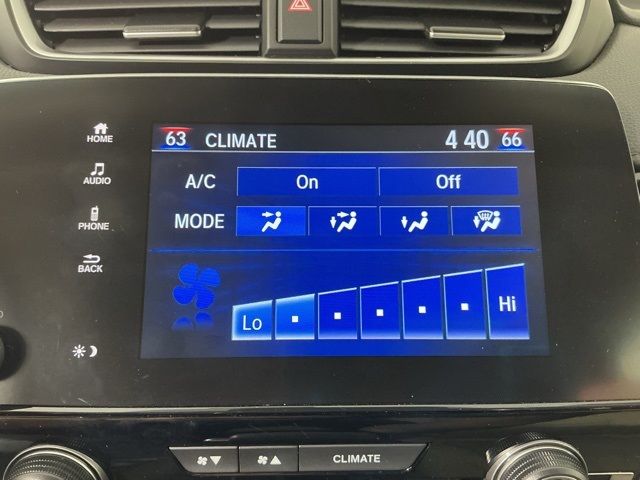 63 CLIMATE 4 40 66
HOME
A/C On Off
AUDIO
PHONE
MODE
BACK
Lo Hi
CLIMATE